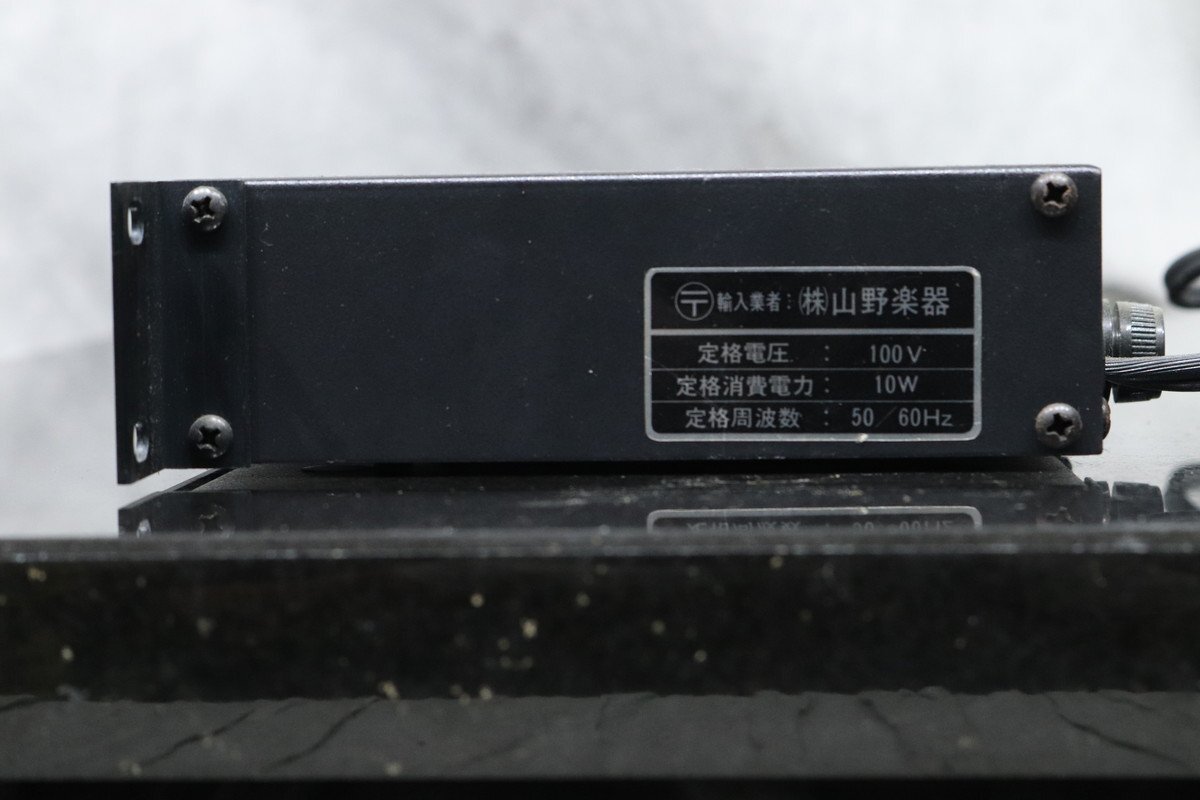 〒輸入業者：㈱山野楽器
定格電圧 ： 100V
定格消費電力： 10W
定格周波数 ： 50/60Hz